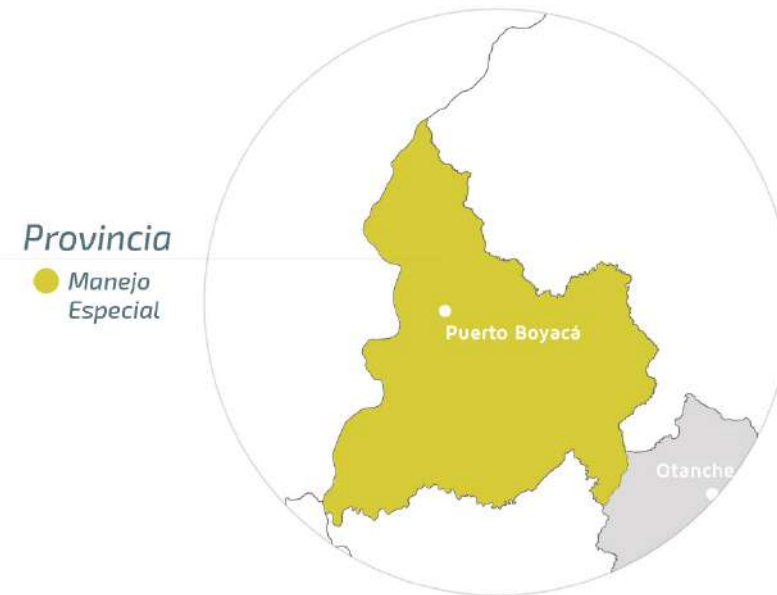 Provincia
Manejo
Especial
Puerto Boyacá
Otanche